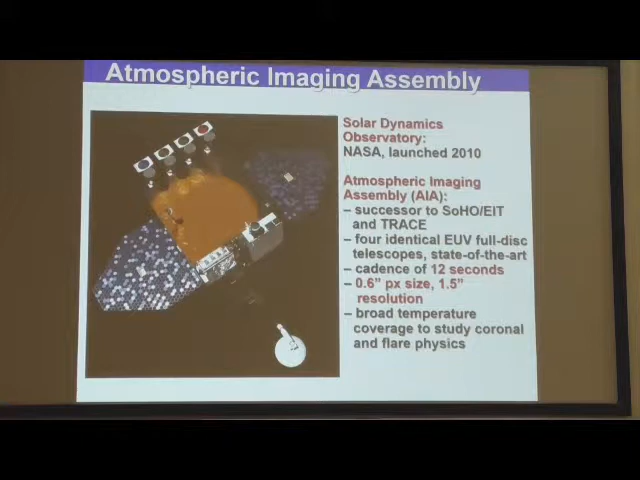 Atmospheric Imaging Assembly
Solar Dynamics
Observatory:
NASA, launched 2010
Atmospheric Imaging
Assembly (AIA):
– successor to SoHO/EIT
and TRACE
– four identical EUV full-disc
telescopes, state-of-the-art
– cadence of 12 seconds
– 0.6” px size, 1.5”
resolution
– broad temperature
coverage to study coronal
and flare physics